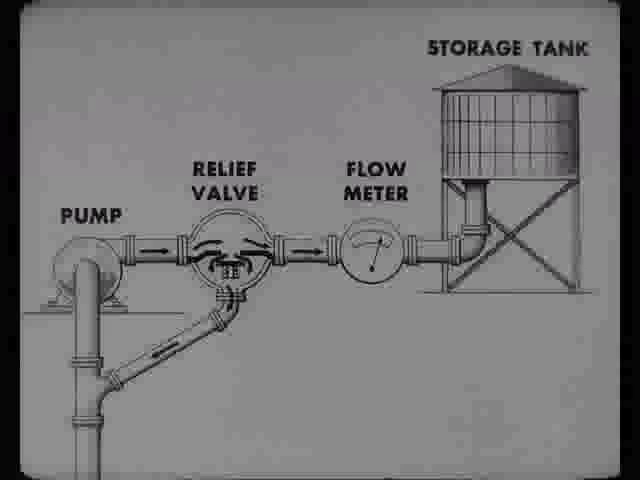 STORAGE TANK
RELIEF
VALVE
FLOW
METER
PUMP